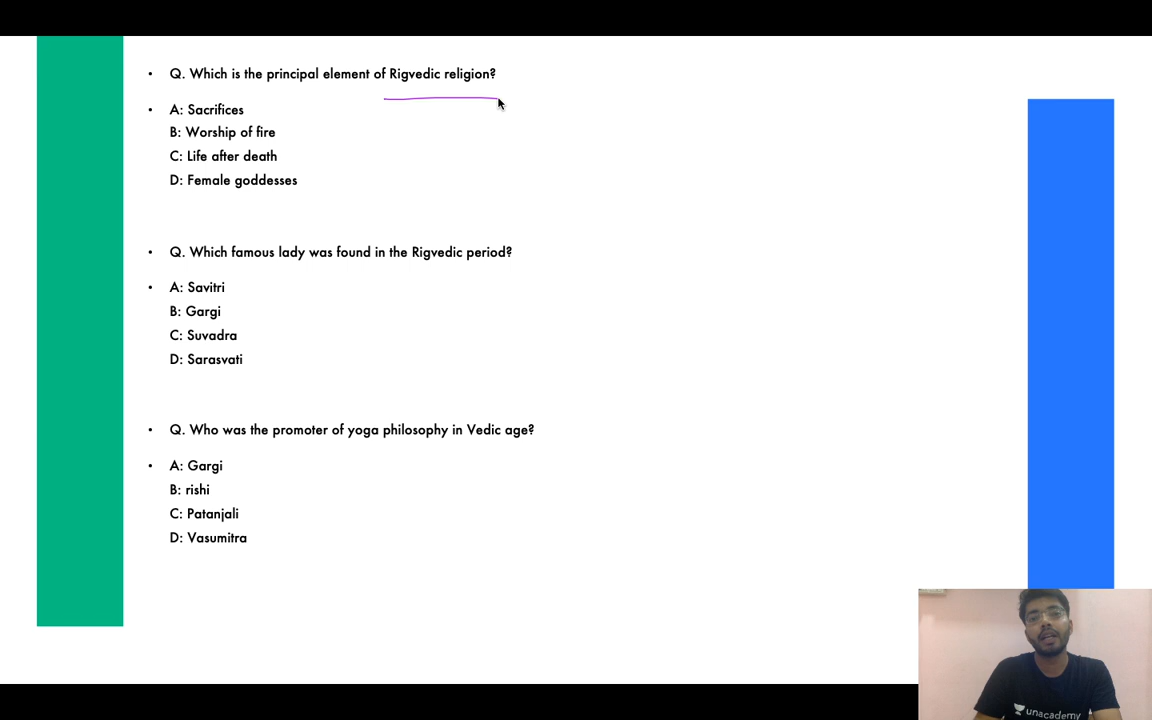 • Q. Which is the principal element of Rigvedic religion?
• A: Sacrifices
B: Worship of fire
C: Life after death
D: Female goddesses
• Q. Which famous lady was found in the Rigvedic period?
• A: Savitri
B: Gargi
C: Suvadra
D: Sarasvati
• Q. Who was the promoter of yoga philosophy in Vedic age?
• A: Gargi
B: rishi
C: Patanjali
D: Vasumitra
unacademy